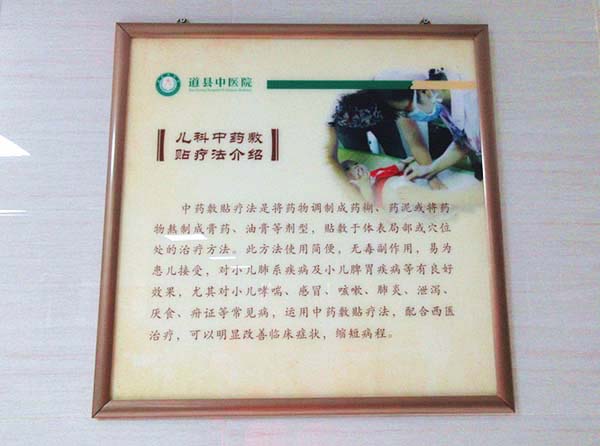 道县中医院
儿科中药敷
贴疗法介绍
中药敷贴疗法是将药物调制成药糊、药泥或将药
物熬制成膏药、油膏等剂型，贴敷于体表局部或穴位
处的治疗方法。此方法使用简便，无毒副作用，易为
患儿接受，对小儿肺系疾病及小儿脾胃疾病等有良好
效果，尤其对小儿哮喘、感冒、咳嗽、肺炎、泄泻、
厌食、疳证等常见病，运用中药敷贴疗法，配合西医
治疗，可以明显改善临床症状，缩短病程。